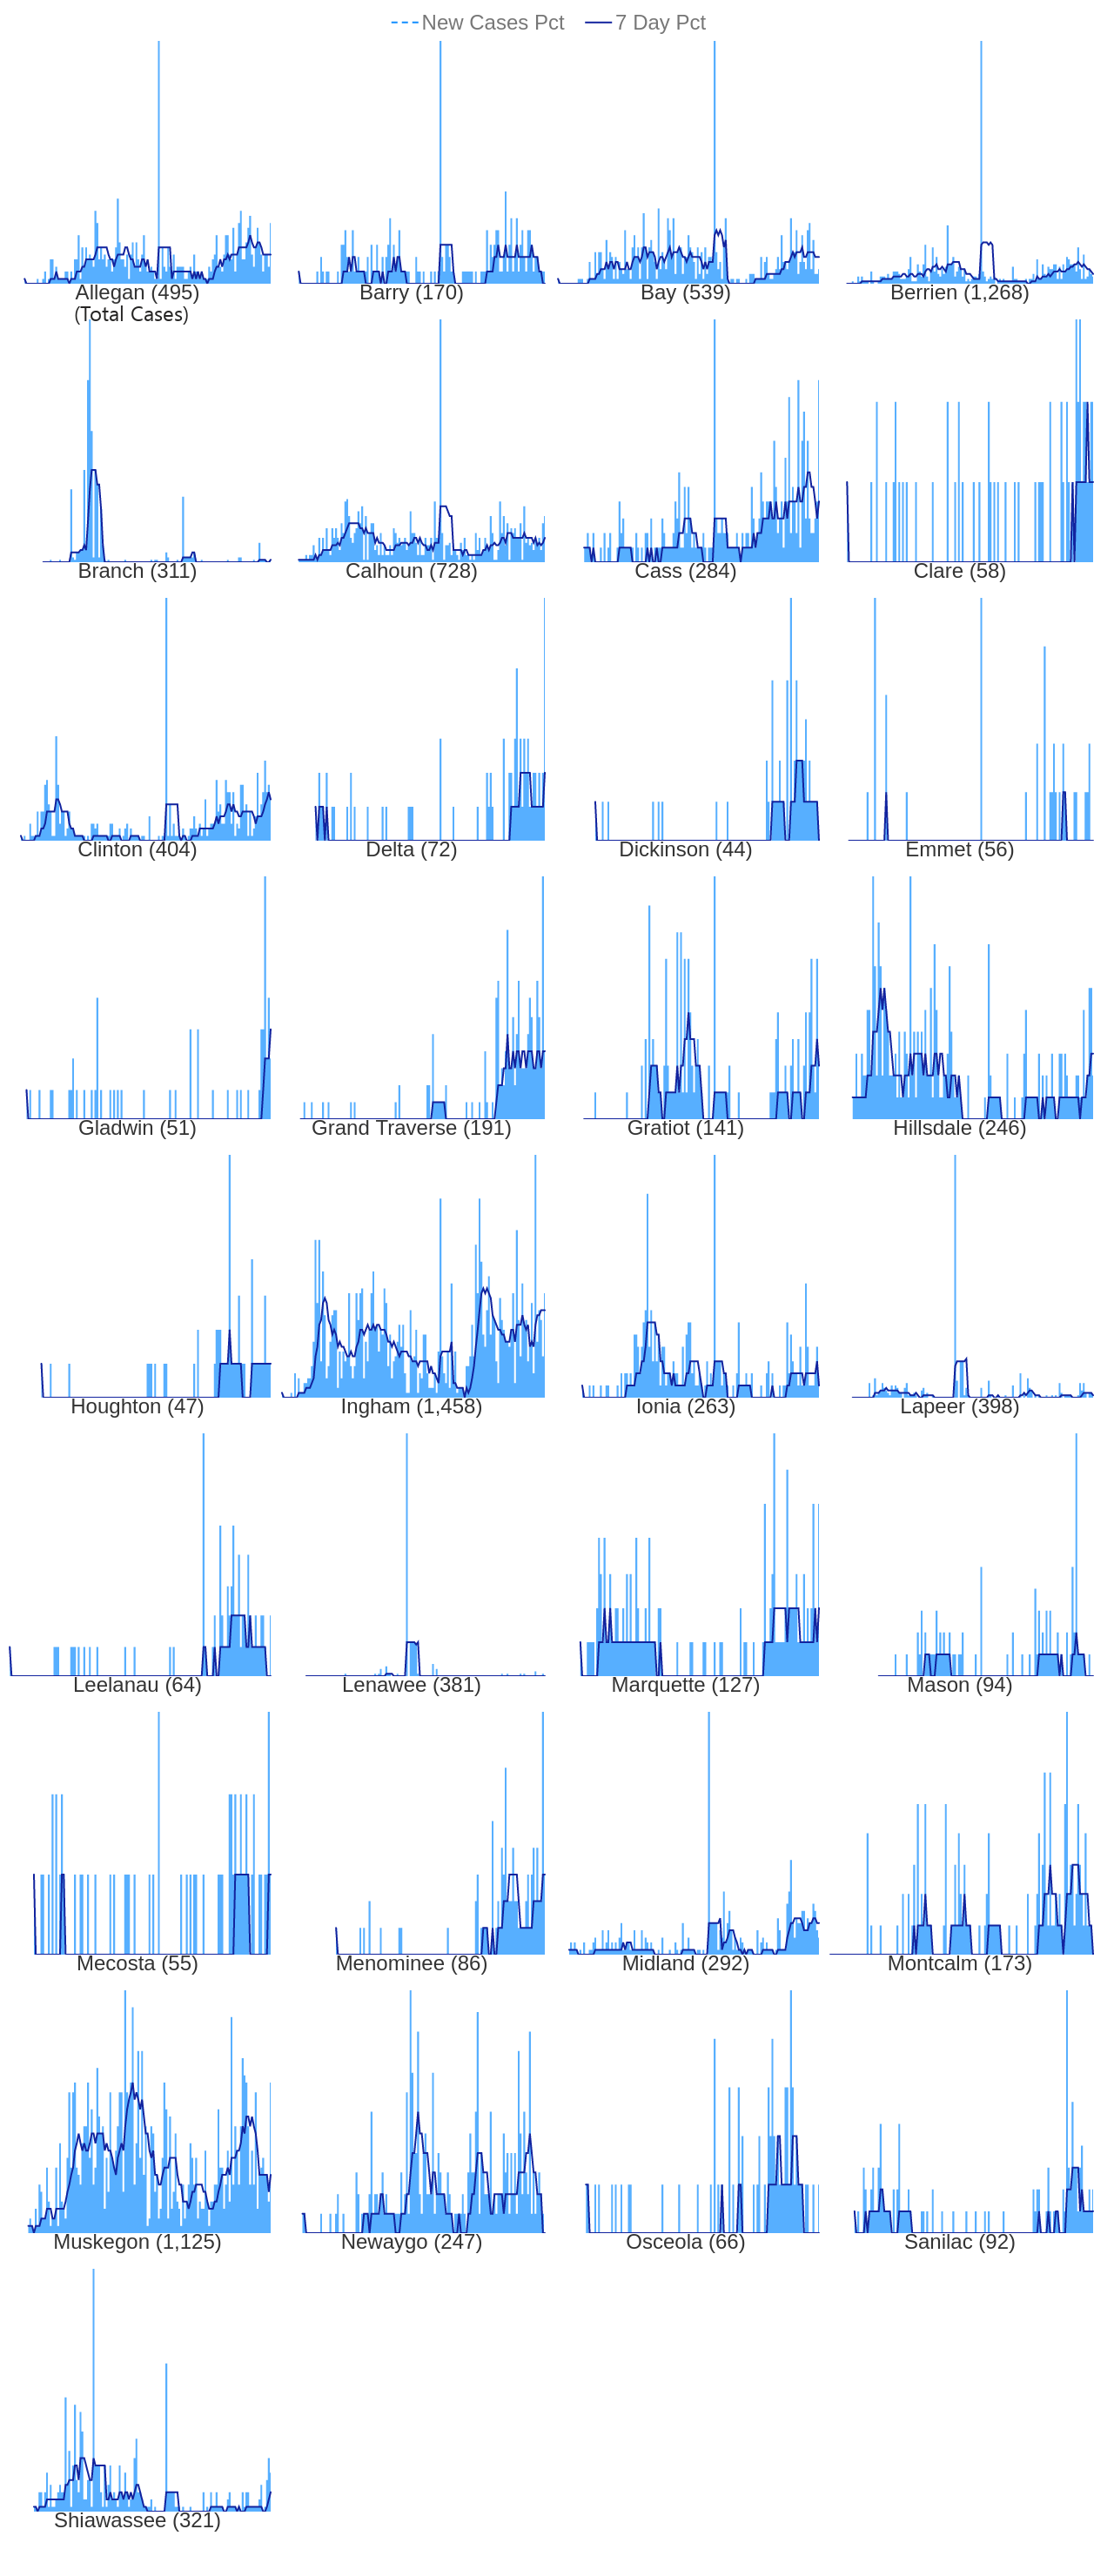 New Cases Pct 7 Day Pct
Allegan (495) Barry (170) Bay (539) Berrien (1,268)
(Total Cases)
Branch (311) Calhoun (728) Cass (284) Clare (58)
Clinton (404) Delta (72) Dickinson (44) Emmet (56)
Gladwin (51) Grand Traverse (191) Gratiot (141) Hillsdale (246)
Houghton (47) Ingham (1,458) Ionia (263) Lapeer (398)
Leelanau (64) Lenawee (381) Marquette (127) Mason (94)
Mecosta (55) Menominee (86) Midland (292) Montcalm (173)
Muskegon (1,125) Newaygo (247) Osceola (66) Sanilac (92)
Shiawassee (321)